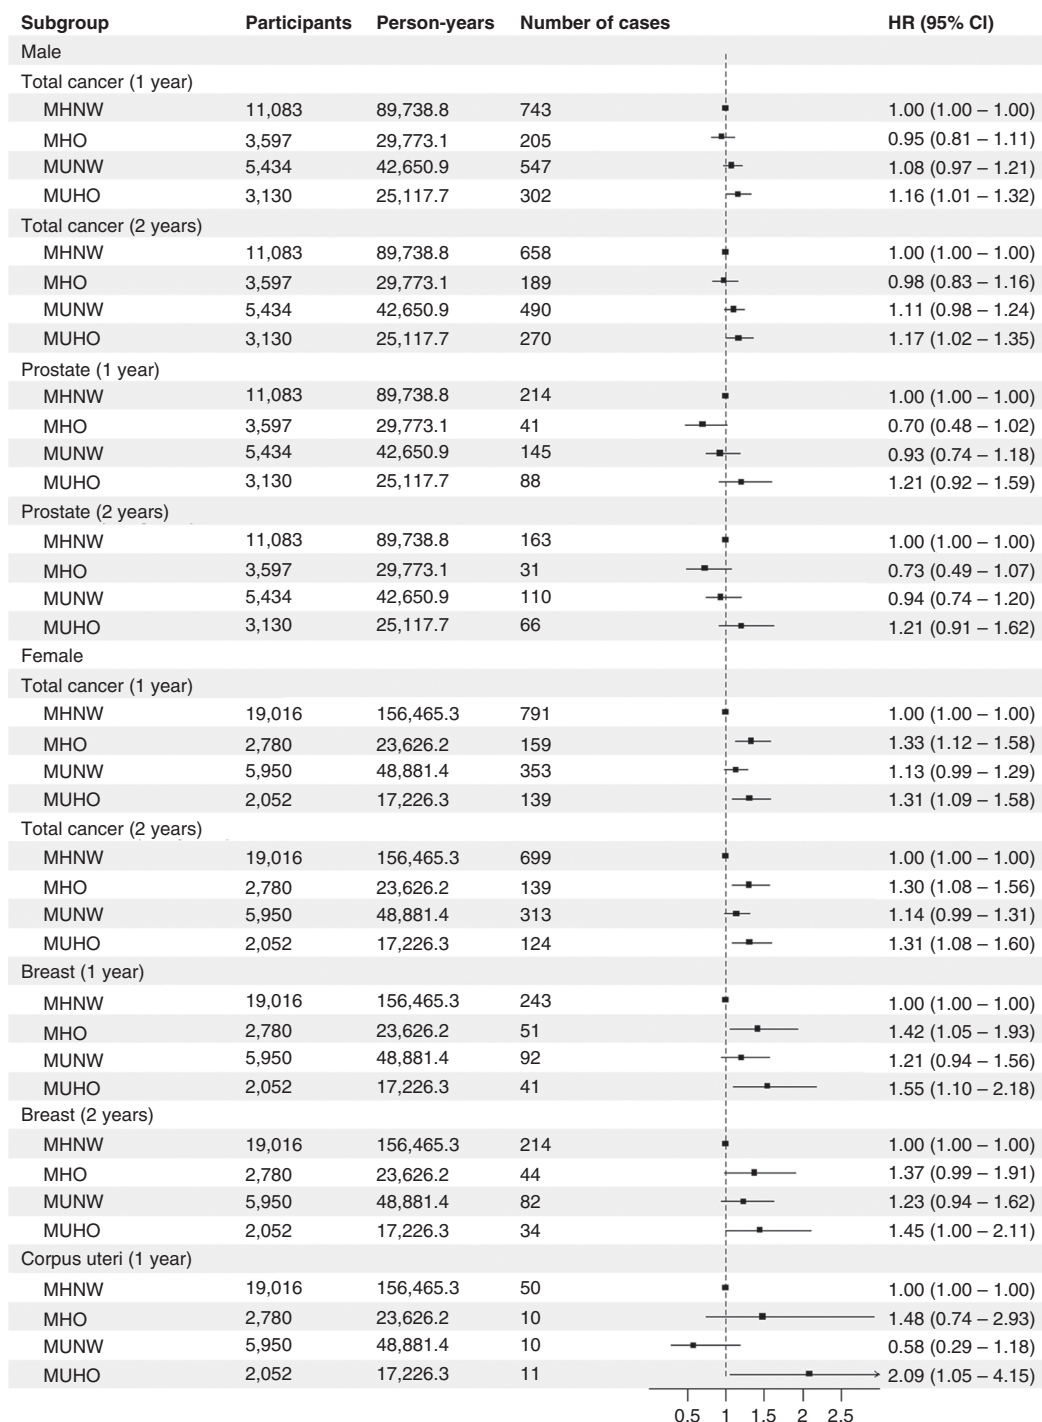 Subgroup Participants Person-years Number of cases HR (95% CI)
Male
Total cancer (1 year)
MHNW 11,083 89,738.8 743 1.00 (1.00 – 1.00)
MHO 3,597 29,773.1 205 0.95 (0.81 – 1.11)
MUNW 5,434 42,650.9 547 1.08 (0.97 – 1.21)
MUHO 3,130 25,117.7 302 1.16 (1.01 – 1.32)
Total cancer (2 years)
MHNW 11,083 89,738.8 658 1.00 (1.00 – 1.00)
MHO 3,597 29,773.1 189 0.98 (0.83 – 1.16)
MUNW 5,434 42,650.9 490 1.11 (0.98 – 1.24)
MUHO 3,130 25,117.7 270 1.17 (1.02 – 1.35)
Prostate (1 year)
MHNW 11,083 89,738.8 214 1.00 (1.00 – 1.00)
MHO 3,597 29,773.1 41 0.70 (0.48 – 1.02)
MUNW 5,434 42,650.9 145 0.93 (0.74 – 1.18)
MUHO 3,130 25,117.7 88 1.21 (0.92 – 1.59)
Prostate (2 years)
MHNW 11,083 89,738.8 163 1.00 (1.00 – 1.00)
MHO 3,597 29,773.1 31 0.73 (0.49 – 1.07)
MUNW 5,434 42,650.9 110 0.94 (0.74 – 1.20)
MUHO 3,130 25,117.7 66 1.21 (0.91 – 1.62)
Female
Total cancer (1 year)
MHNW 19,016 156,465.3 791 1.00 (1.00 – 1.00)
MHO 2,780 23,626.2 159 1.33 (1.12 – 1.58)
MUNW 5,950 48,881.4 353 1.13 (0.99 – 1.29)
MUHO 2,052 17,226.3 139 1.31 (1.09 – 1.58)
Total cancer (2 years)
MHNW 19,016 156,465.3 699 1.00 (1.00 – 1.00)
MHO 2,780 23,626.2 139 1.30 (1.08 – 1.56)
MUNW 5,950 48,881.4 313 1.14 (0.99 – 1.31)
MUHO 2,052 17,226.3 124 1.31 (1.08 – 1.60)
Breast (1 year)
MHNW 19,016 156,465.3 243 1.00 (1.00 – 1.00)
MHO 2,780 23,626.2 51 1.42 (1.05 – 1.93)
MUNW 5,950 48,881.4 92 1.21 (0.94 – 1.56)
MUHO 2,052 17,226.3 41 1.55 (1.10 – 2.18)
Breast (2 years)
MHNW 19,016 156,465.3 214 1.00 (1.00 – 1.00)
MHO 2,780 23,626.2 44 1.37 (0.99 – 1.91)
MUNW 5,950 48,881.4 82 1.23 (0.94 – 1.62)
MUHO 2,052 17,226.3 34 1.45 (1.00 – 2.11)
Corpus uteri (1 year)
MHNW 19,016 156,465.3 50 1.00 (1.00 – 1.00)
MHO 2,780 23,626.2 10 1.48 (0.74 – 2.93)
MUNW 5,950 48,881.4 10 0.58 (0.29 – 1.18)
MUHO 2,052 17,226.3 11 2.09 (1.05 – 4.15)
0.5 1 1.5 2 2.5